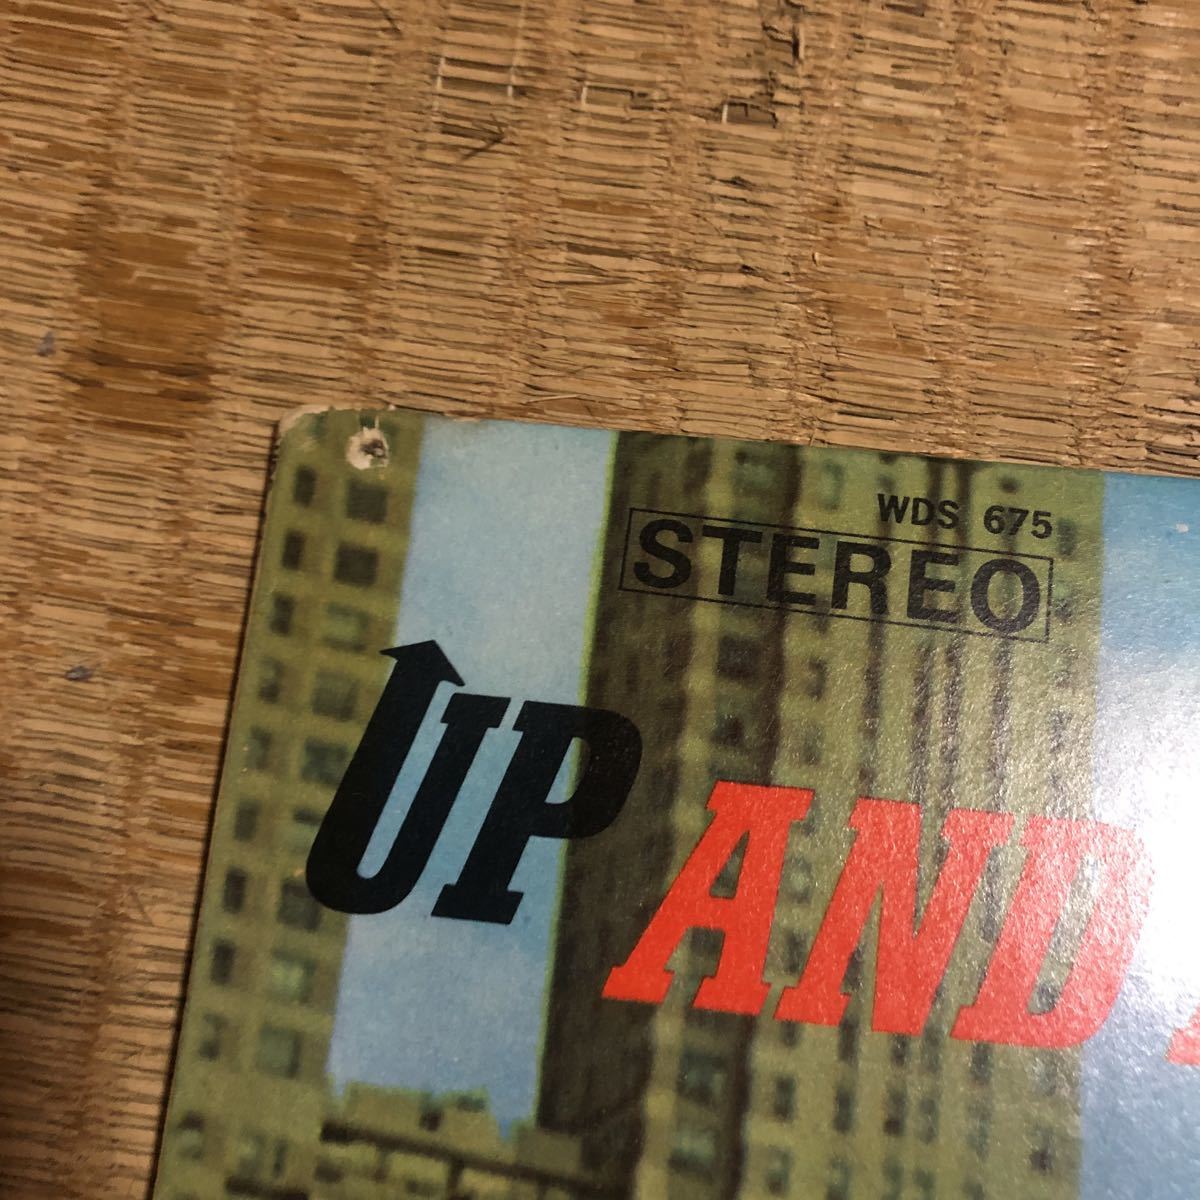 WDS 675
STEREO
UP AND